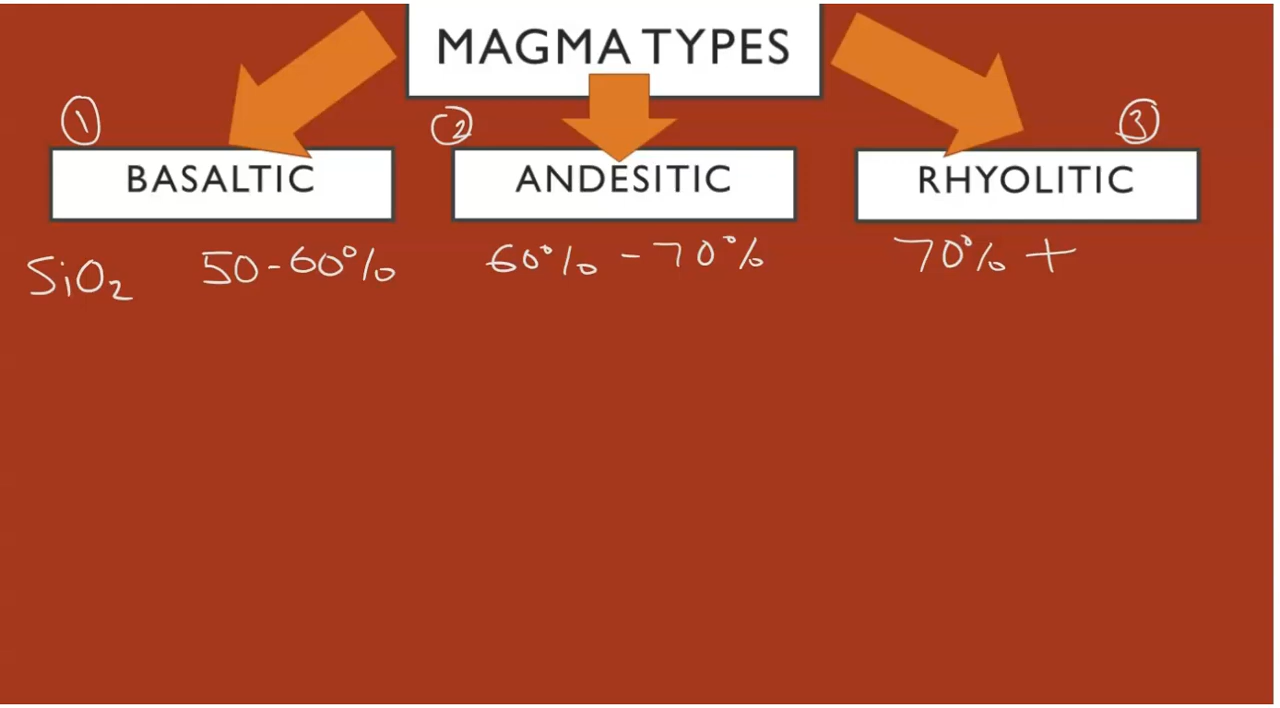 MAGMA TYPES
1 2 3
BASALTIC ANDESITIC RHYOLITIC
SiO₂ 50-60% 60% - 70% 70% +